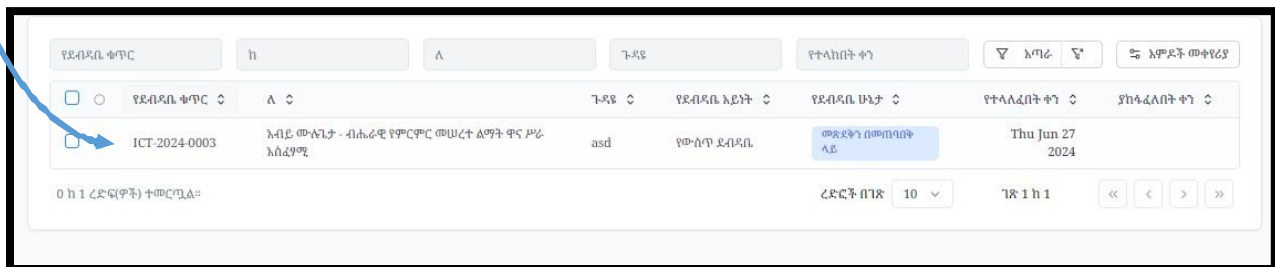 የደብዳቤ ቁጥር ከ ለ ጉዳዩ የተላከበት ቀን አጣራ አምዶች መቀየሪያ
የደብዳቤ ቁጥር ለ ጉዳዩ የደብዳቤ አይነት የደብዳቤ ሁኔታ የተላለፈበት ቀን ያከፋፈለበት ቀን
ICT-2024-0003 አብይ ሙሉጌታ - ብሔራዊ የምርምር መሠረተ ልማት ዋና ሥራ asd የውስጥ ደብዳቤ መጽደቅን በመጠባበቅ Thu Jun 27
አስፈፃሚ ላይ 2024
0 ከ 1 ረድፍ(ዎች) ተመርጧል። ረድፎች በገጽ 10 ገጽ 1 ከ 1